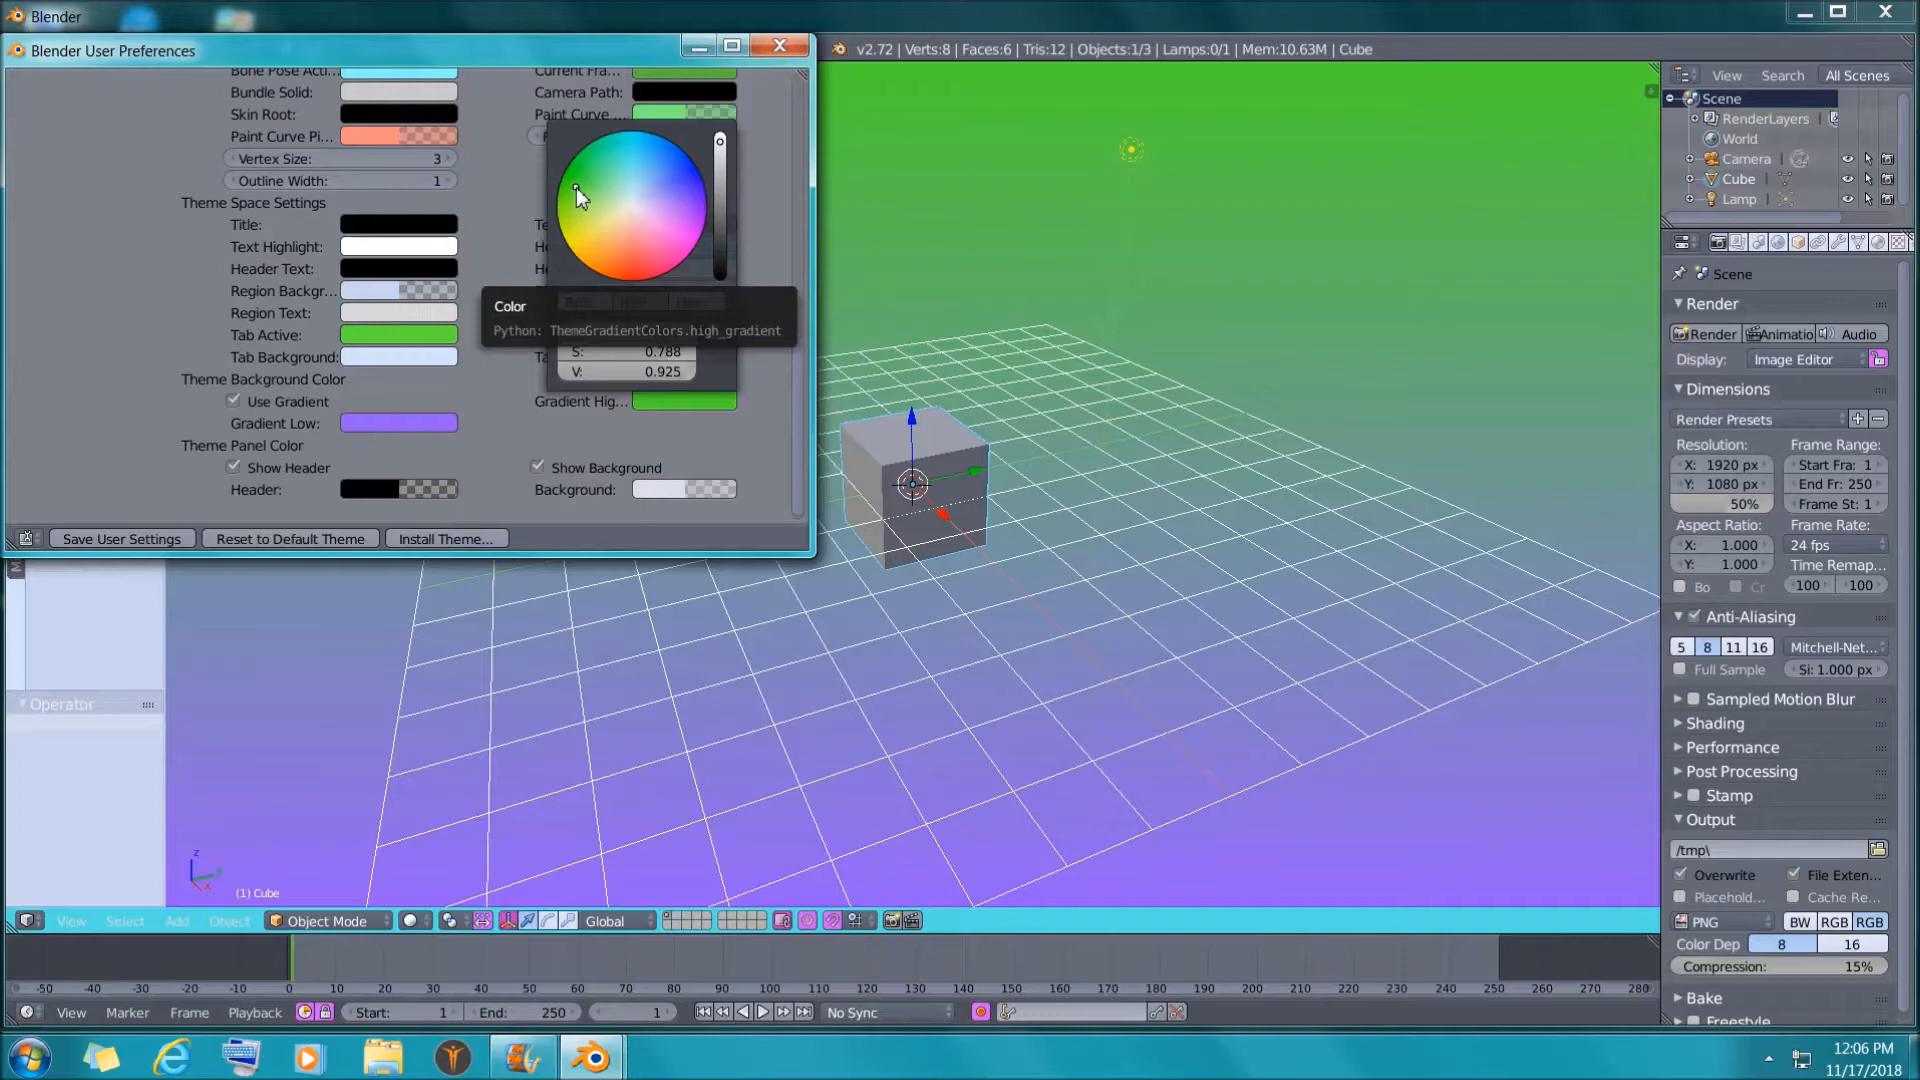 Blender
Blender User Preferences
v2.72 | Verts:8 | Faces:6 | Tris:12 | Objects:1/3 | Lamps:0/1 | Mem:10.63M | Cube
Bone Pose Acti...
Current Fra...
Bundle Solid:
Camera Path:
Skin Root:
Paint Curve ...
Paint Curve Pi...
Vertex Size: 3
Outline Width: 1
Theme Space Settings
Title:
Text Highlight:
Header Text:
Region Backgr...
Region Text:
Tab Active:
Tab Background:
Color
Python: ThemeGradientColors.high_gradient
S: 0.788
V: 0.925
Theme Background Color
Use Gradient
Gradient Hig...
Gradient Low:
Theme Panel Color
Show Header
Show Background
Header:
Background:
Save User Settings
Reset to Default Theme
Install Theme...
Operator
(1) Cube
View Select Add Object
Object Mode
Global
-50 -40 -30 -20 -10 0 10 20 30 40 50 60 70 80 90 100 110 120 130 140 150 160 170 180 190 200 210 220 230 240 250 260 270 280
View Marker Frame Playback
Start: 1
End: 250
1
No Sync
View Search All Scenes
Scene
RenderLayers
World
Camera
Cube
Lamp
Scene
Render
Render Animatio Audio
Display: Image Editor
Dimensions
Render Presets
Resolution: Frame Range:
X: 1920 px Start Fra: 1
Y: 1080 px End Fr: 250
50% Frame St: 1
Aspect Ratio: Frame Rate:
X: 1.000 24 fps
Y: 1.000 Time Remap...
Bo Cr 100 100
Anti-Aliasing
5 8 11 16 Mitchell-Net...
Full Sample Si: 1.000 px
Sampled Motion Blur
Shading
Performance
Post Processing
Stamp
Output
/tmp\
Overwrite File Exten...
Placehold... Cache Re...
PNG BW RGB RGB
Color Dep 8 16
Compression: 15%
Bake
Freestyle
12:06 PM
11/17/2018